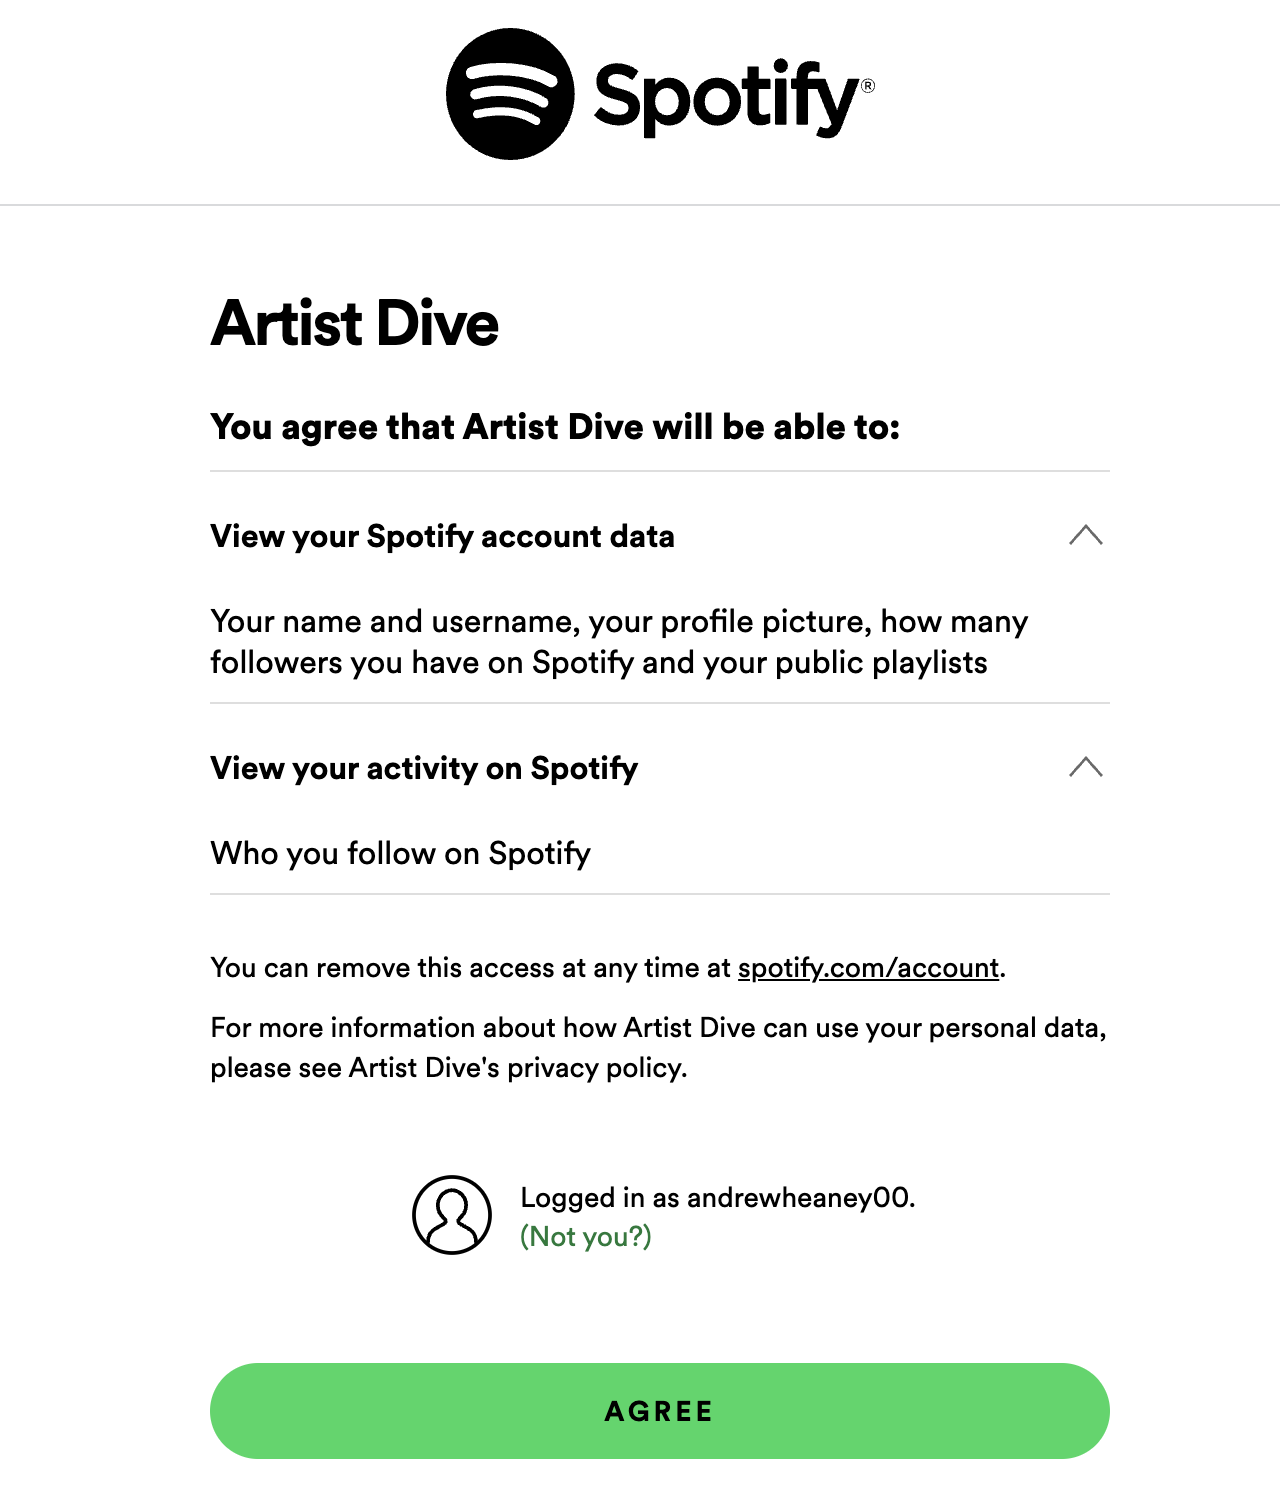 Spotify®
Artist Dive
You agree that Artist Dive will be able to:
View your Spotify account data
Your name and username, your profile picture, how many
followers you have on Spotify and your public playlists
View your activity on Spotify
Who you follow on Spotify
You can remove this access at any time at spotify.com/account.
For more information about how Artist Dive can use your personal data,
please see Artist Dive's privacy policy.
Logged in as andrewheaney00.
(Not you?)
AGREE